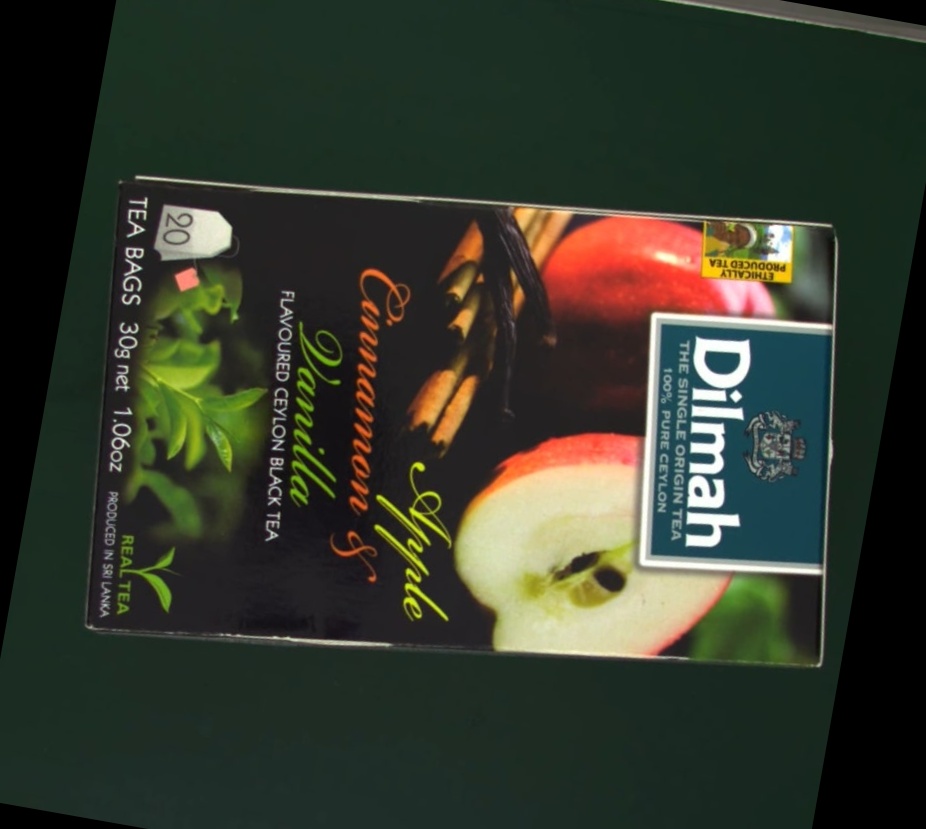 Dilmah
THE SINGLE ORIGIN TEA
100% PURE CEYLON
ETHICALLY
PRODUCED TEA
Apple
Cinnamon &
Vanilla
FLAVOURED CEYLON BLACK TEA
20
TEA BAGS 30g net 1.06oz
REAL TEA
PRODUCED IN SRI LANKA